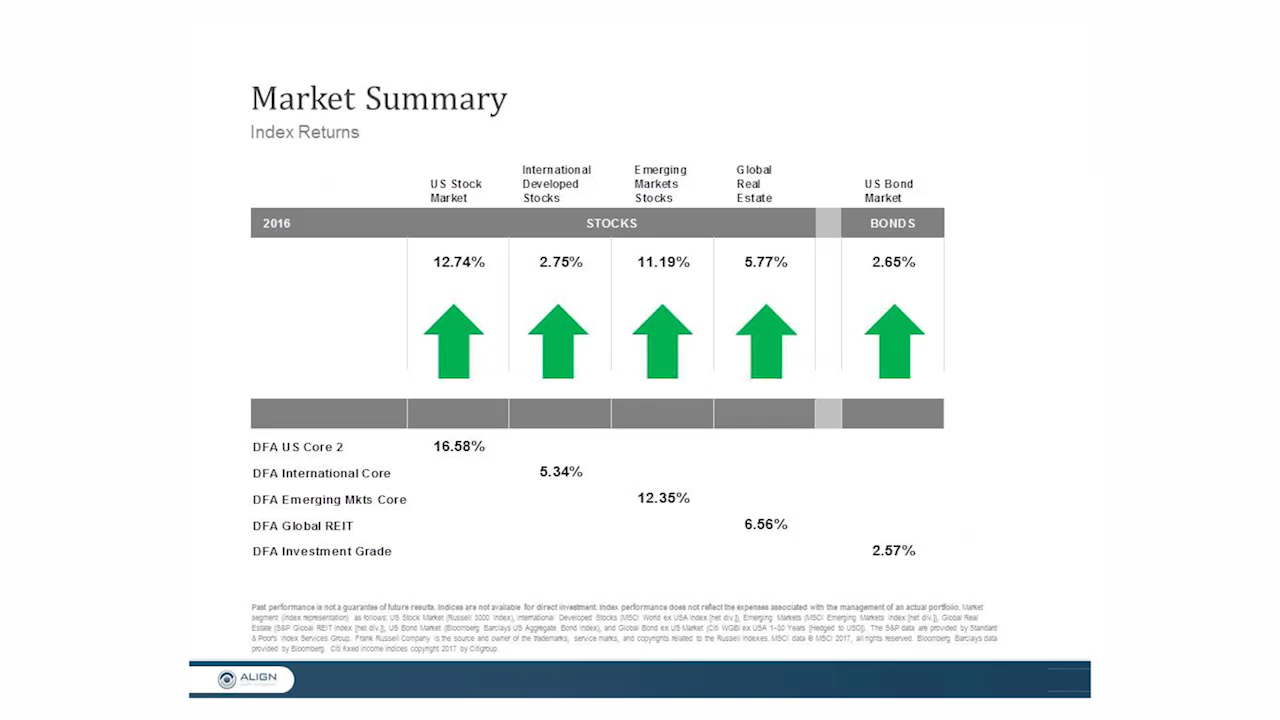 Market Summary
Index Returns
US Stock Market
International Developed Stocks
Emerging Markets Stocks
Global Real Estate
US Bond Market
2016 STOCKS BONDS
12.74% 2.75% 11.19% 5.77% 2.65%
DFA US Core 2 16.58%
DFA International Core 5.34%
DFA Emerging Mkts Core 12.35%
DFA Global REIT 6.56%
DFA Investment Grade 2.57%
Past performance is not a guarantee of future results. Indices are not available for direct investment. Index performance does not reflect the expenses associated with the management of an actual portfolio. Market
segment (index representation) as follows: US Stock Market (Russell 3000 Index), International Developed Stocks (MSCI World ex USA Index [net div.]), Emerging Markets (MSCI Emerging Markets Index [net div.]), Global Real
Estate (S&P Global REIT Index [net div.]), US Bond Market (Bloomberg Barclays US Aggregate Bond Index), and Global Bond ex US Market (Citi WGBI ex USA 1–30 Years [Hedged to USD]). The S&P data are provided by Standard
& Poor's Index Services Group. Frank Russell Company is the source and owner of the trademarks, service marks, and copyrights related to the Russell Indexes. MSCI data © MSCI 2017, all rights reserved. Bloomberg Barclays data
provided by Bloomberg. Citi fixed income indices copyright 2017 by Citigroup.
ALIGN